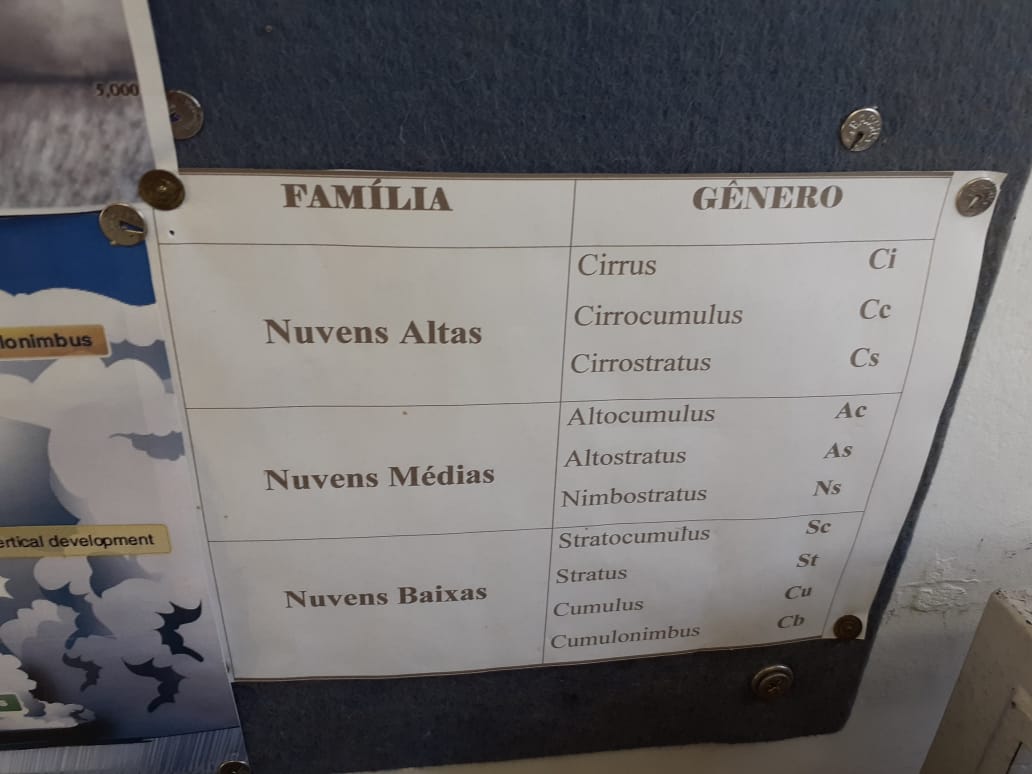 5,000
FAMÍLIA GÊNERO
Nuvens Altas
Cirrus Ci
Cirrocumulus Cc
Cirrostratus Cs
Nuvens Médias
Altocumulus Ac
Altostratus As
Nimbostratus Ns
Nuvens Baixas
Stratocumulus Sc
Stratus St
Cumulus Cu
Cumulonimbus Cb
lonimbus
ertical development